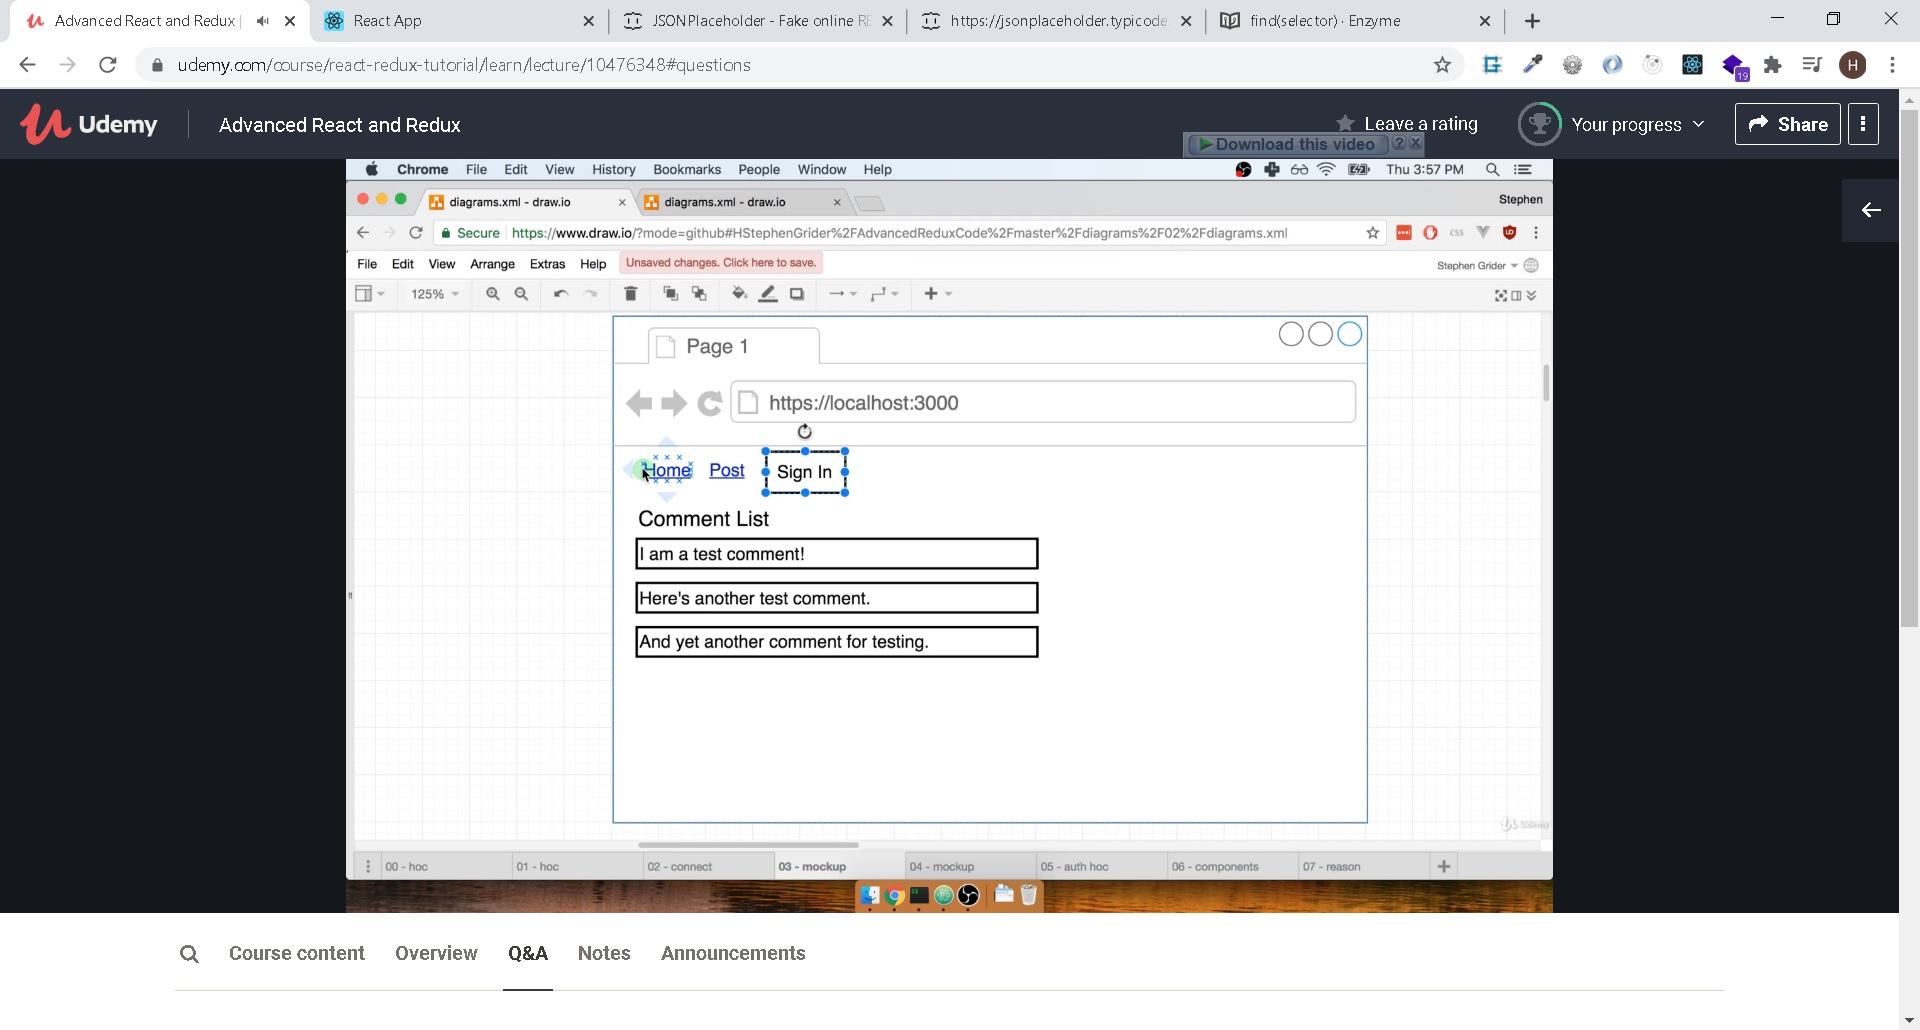 Advanced React and Redux
React App
JSONPlaceholder - Fake online RE
https://jsonplaceholder.typicode
find(selector) · Enzyme
udemy.com/course/react-redux-tutorial/learn/lecture/10476348#questions
19
H
Udemy
Advanced React and Redux
Leave a rating
Your progress
Share
Download this video
Chrome File Edit View History Bookmarks People Window Help
Thu 3:57 PM
diagrams.xml - draw.io
diagrams.xml - draw.io
Stephen
Secure https://www.draw.io/?mode=github#HStephenGrider%2FAdvancedReduxCode%2Fmaster%2Fdiagrams%2F02%2Fdiagrams.xml
CSS
File Edit View Arrange Extras Help
Unsaved changes. Click here to save.
Stephen Grider
125%
Page 1
https://localhost:3000
Home Post Sign In
Comment List
I am a test comment!
Here's another test comment.
And yet another comment for testing.
Udemy
00 - hoc
01 - hoc
02 - connect
03 - mockup
04 - mockup
05 - auth hoc
06 - components
07 - reason
Course content
Overview
Q&A
Notes
Announcements